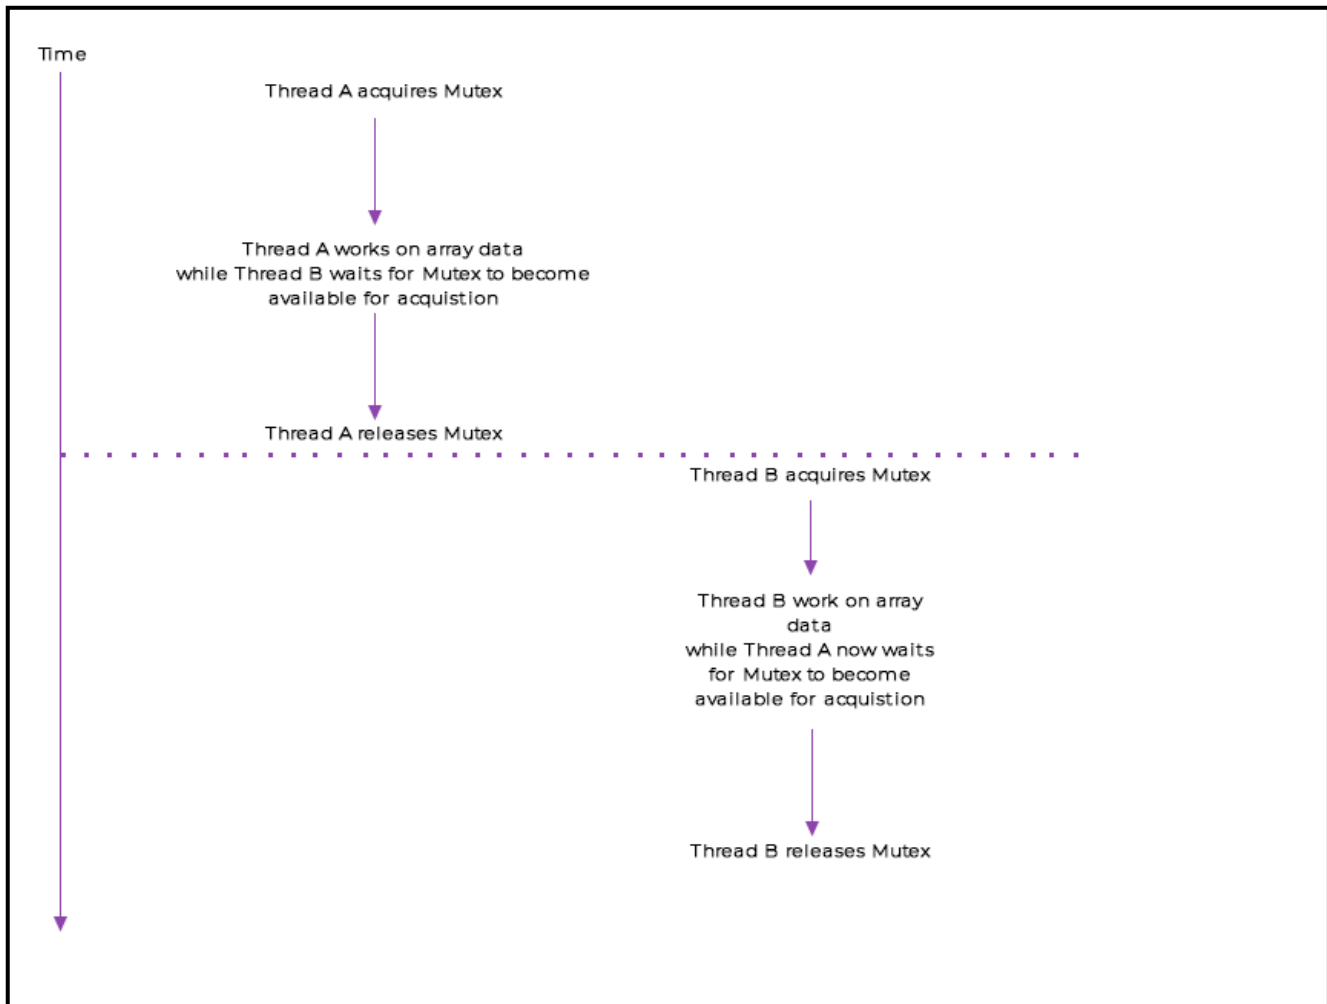 Time
Thread A acquires Mutex
Thread A works on array data
while Thread B waits for Mutex to become
available for acquistion
Thread A releases Mutex
Thread B acquires Mutex
Thread B work on array
data
while Thread A now waits
for Mutex to become
available for acquistion
Thread B releases Mutex